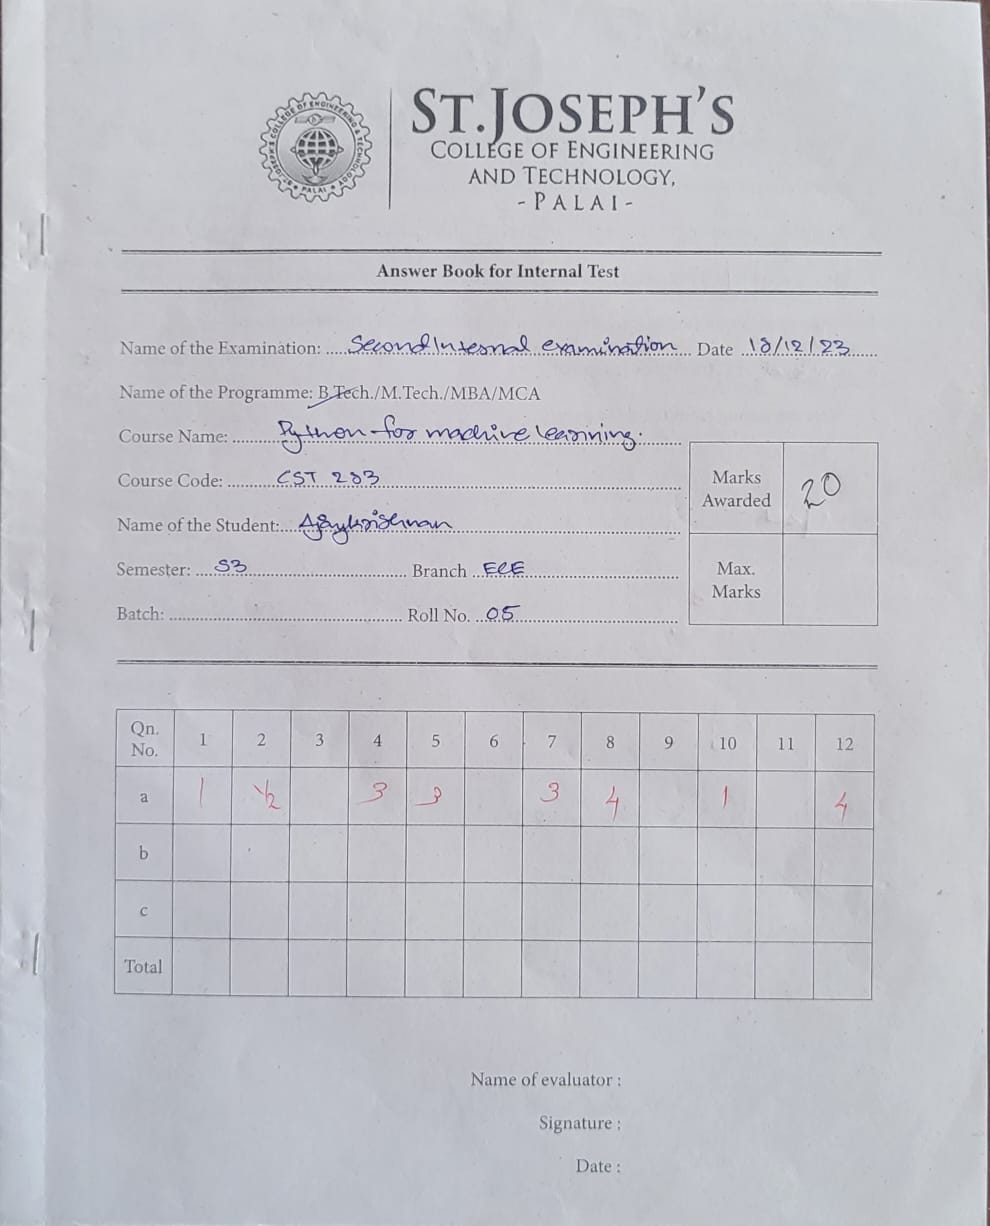 ST. JOSEPH'S
COLLEGE OF ENGINEERING
AND TECHNOLOGY,
- PALAI -
Answer Book for Internal Test
Name of the Examination: Second Internal examination Date 18/12/23
Name of the Programme: B.Tech./M.Tech./MBA/MCA
Course Name: Python for machine learning.
Course Code: CST 283
Name of the Student: Ajaykrishnan
Semester: S3 Branch ECE
Batch: Roll No. 05
Marks Awarded 20
Max. Marks
Qn. No. 1 2 3 4 5 6 7 8 9 10 11 12
a 1 1/2 3 3 3 4 1 4
b
c
Total
Name of evaluator :
Signature :
Date :